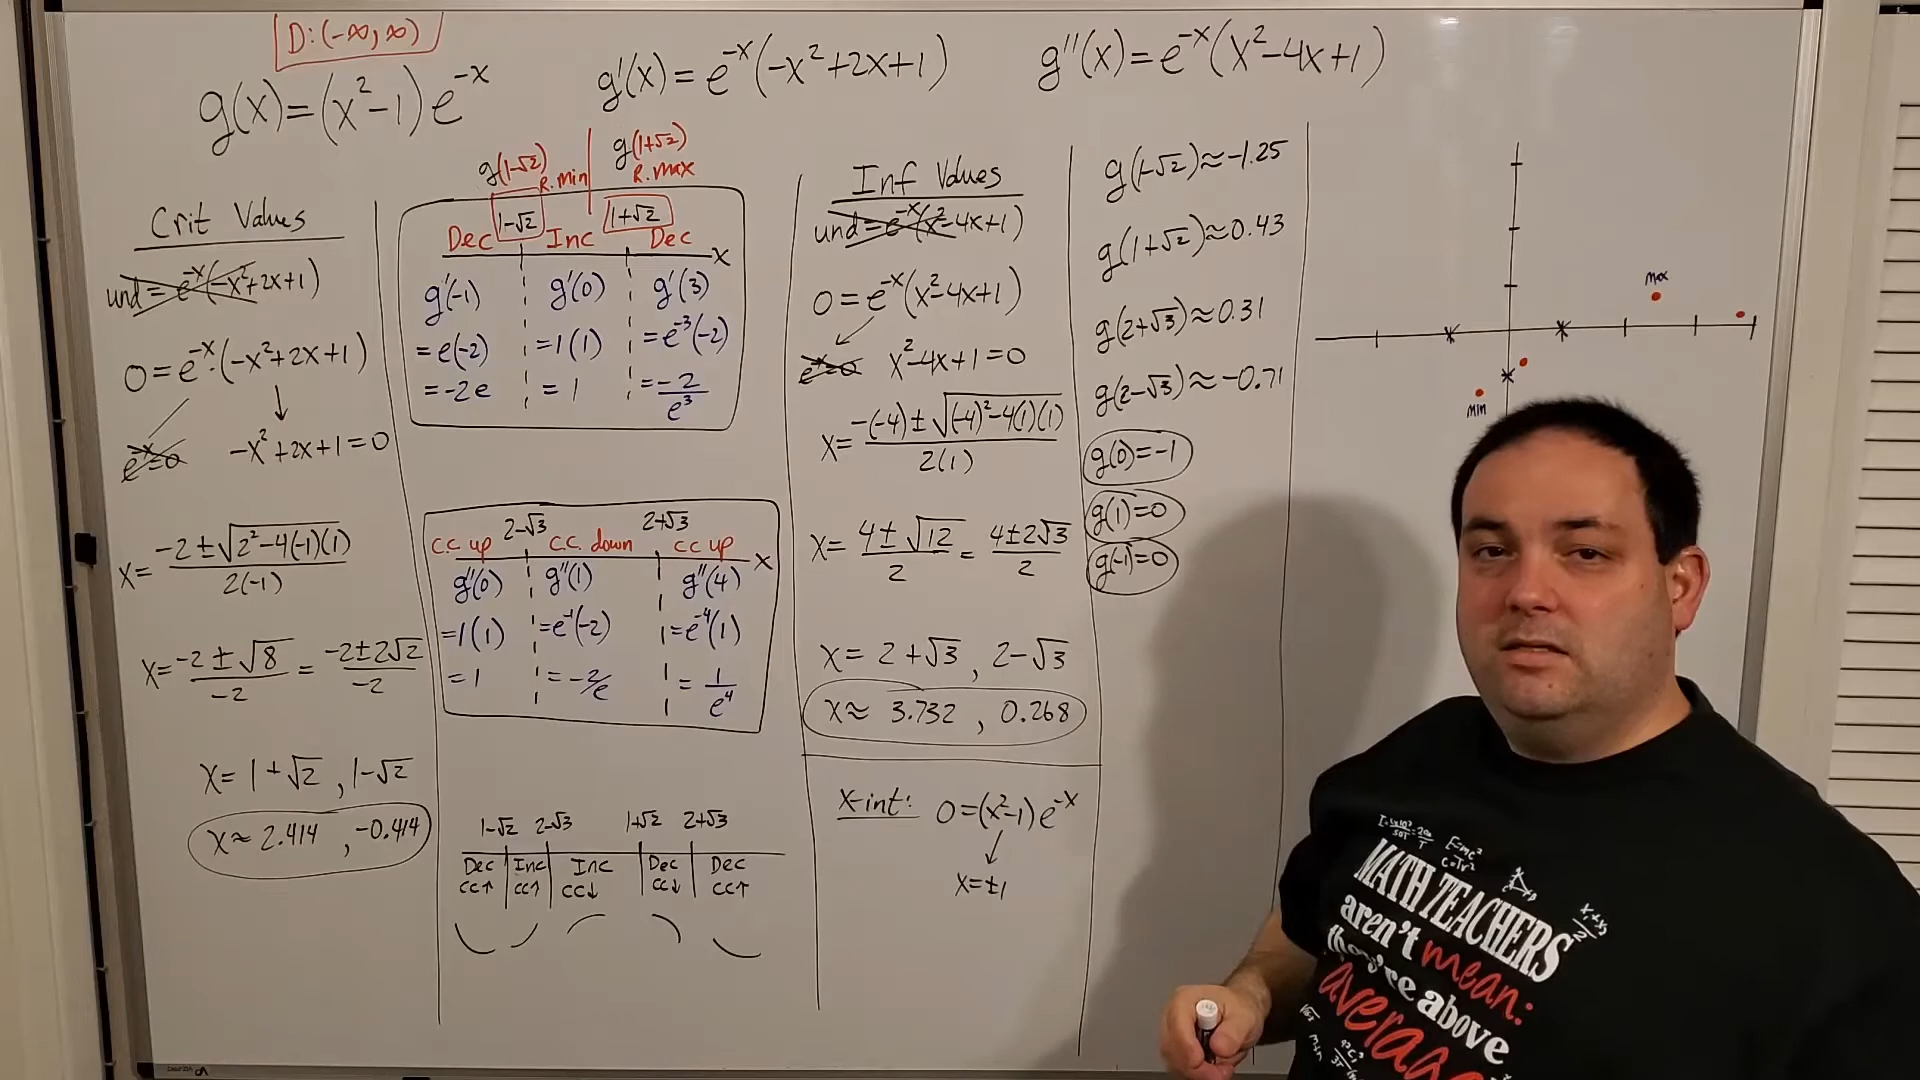 D: (-∞, ∞)
g(x) = (x²-1) e^-x
g'(x) = e^-x (-x²+2x+1)
g''(x) = e^-x (x²-4x+1)
Crit Values
und = e^-x (-x²+2x+1)
0 = e^-x · (-x²+2x+1)
e^-x = 0 -x²+2x+1 = 0
x = (-2 ± √(2²-4(-1)(1))) / 2(-1)
x = (-2 ± √8) / -2 = (-2 ± 2√2) / -2
x = 1+√2 , 1-√2
x ≈ 2.414 , -0.414
g(1-√2) R. min
g(1+√2) R. max
1-√2 1+√2
Dec Inc Dec x
g'(-1) g'(0) g'(3)
= e(-2) = 1(1) = e^-3(-2)
= -2e = 1 = -2/e³
2-√3 2+√3
c.c. up c.c. down cc up x
g''(0) g''(1) g''(4)
= 1(1) = e^-1(-2) = e^-4(1)
= 1 = -2/e = 1/e⁴
1-√2 2-√3 1+√2 2+√3
Dec Inc Inc Dec Dec
cc↑ cc↑ cc↓ cc↓ cc↑
Inf Values
und = e^-x (x²-4x+1)
0 = e^-x (x²-4x+1)
e^-x = 0 x²-4x+1 = 0
x = (-(-4) ± √((-4)²-4(1)(1))) / 2(1)
x = (4 ± √12) / 2 = (4 ± 2√3) / 2
x = 2+√3 , 2-√3
x ≈ 3.732 , 0.268
x-int: 0 = (x²-1) e^-x
x = ±1
g(1-√2) ≈ -1.25
g(1+√2) ≈ 0.43
g(2+√3) ≈ 0.31
g(2-√3) ≈ -0.71
g(0) = -1
g(1) = 0
g(-1) = 0
max
min
E=mc²
MATH TEACHERS
aren't mean:
they're above
average